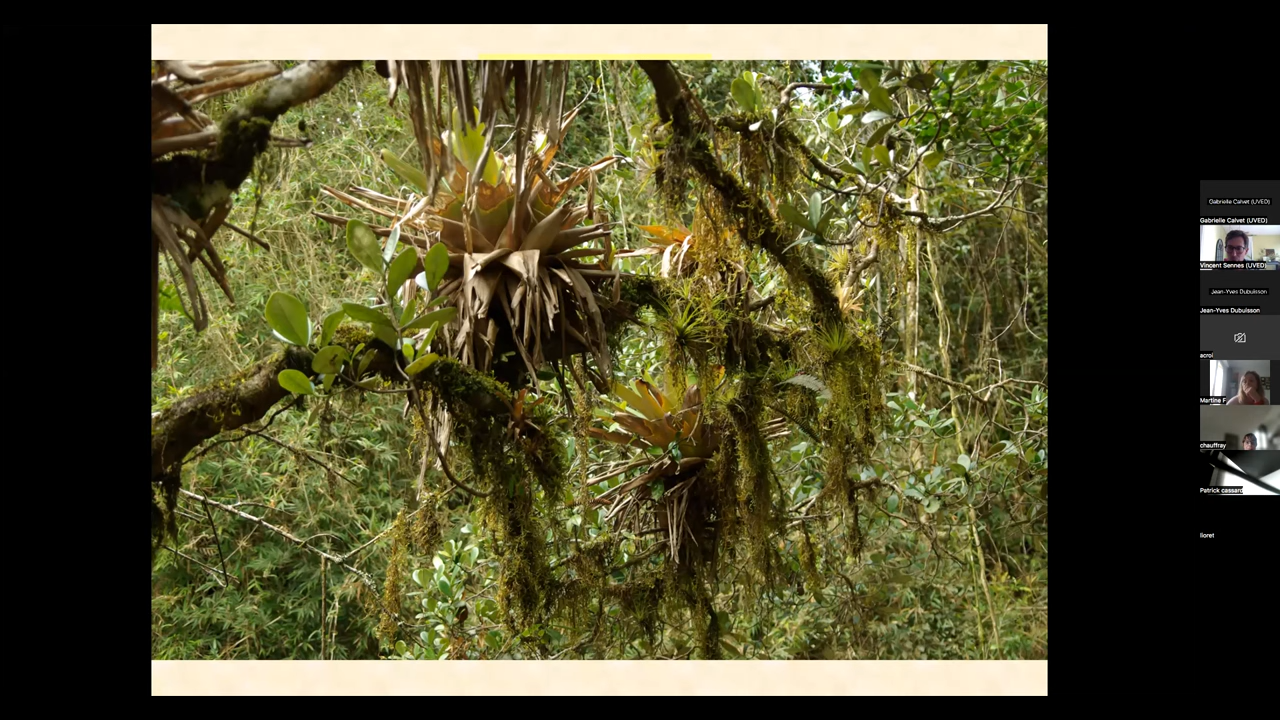 Gabrielle Calvet (UVED)
Gabrielle Calvet (UVED)
Vincent Sennes (UVED)
Jean-Yves Dubuisson
Jean-Yves Dubuisson
acrol
Martine F
chauffray
Patrick cassard
lloret